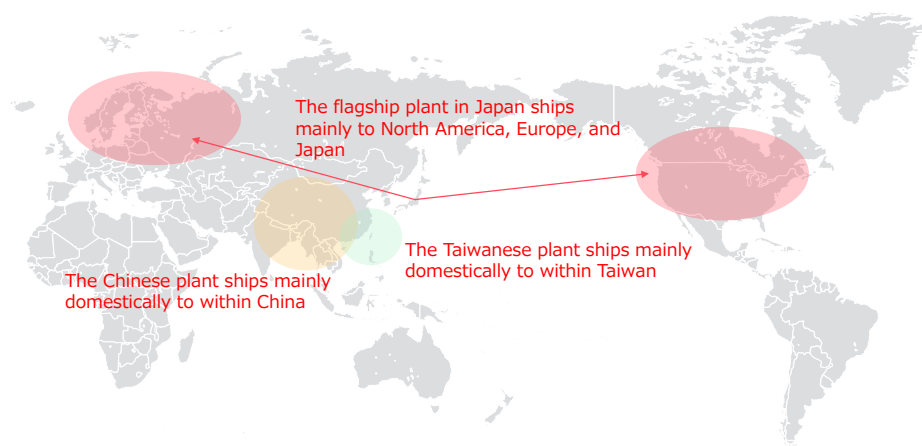 The flagship plant in Japan ships
mainly to North America, Europe, and
Japan
The Taiwanese plant ships mainly
domestically to within Taiwan
The Chinese plant ships mainly
domestically to within China